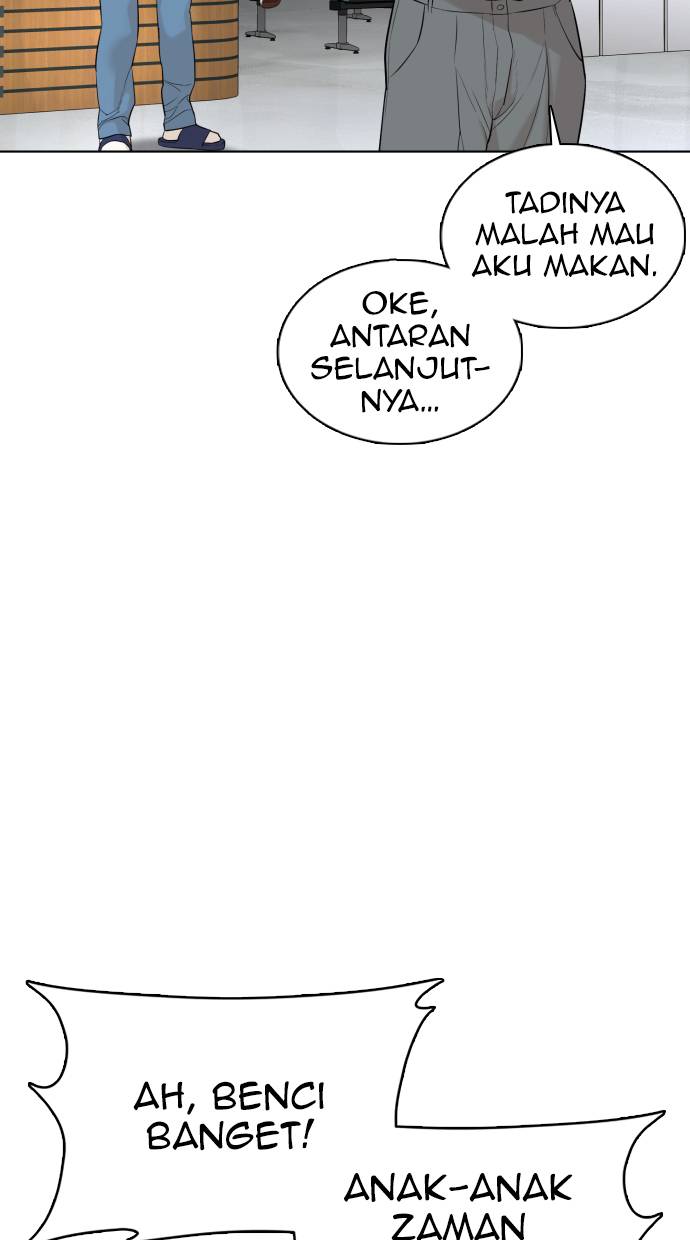 TADINYA
MALAH MAU
AKU MAKAN.
OKE,
ANTARAN
SELANJUT-
NYA...
AH, BENCI
BANGET!
ANAK-ANAK
ZAMAN